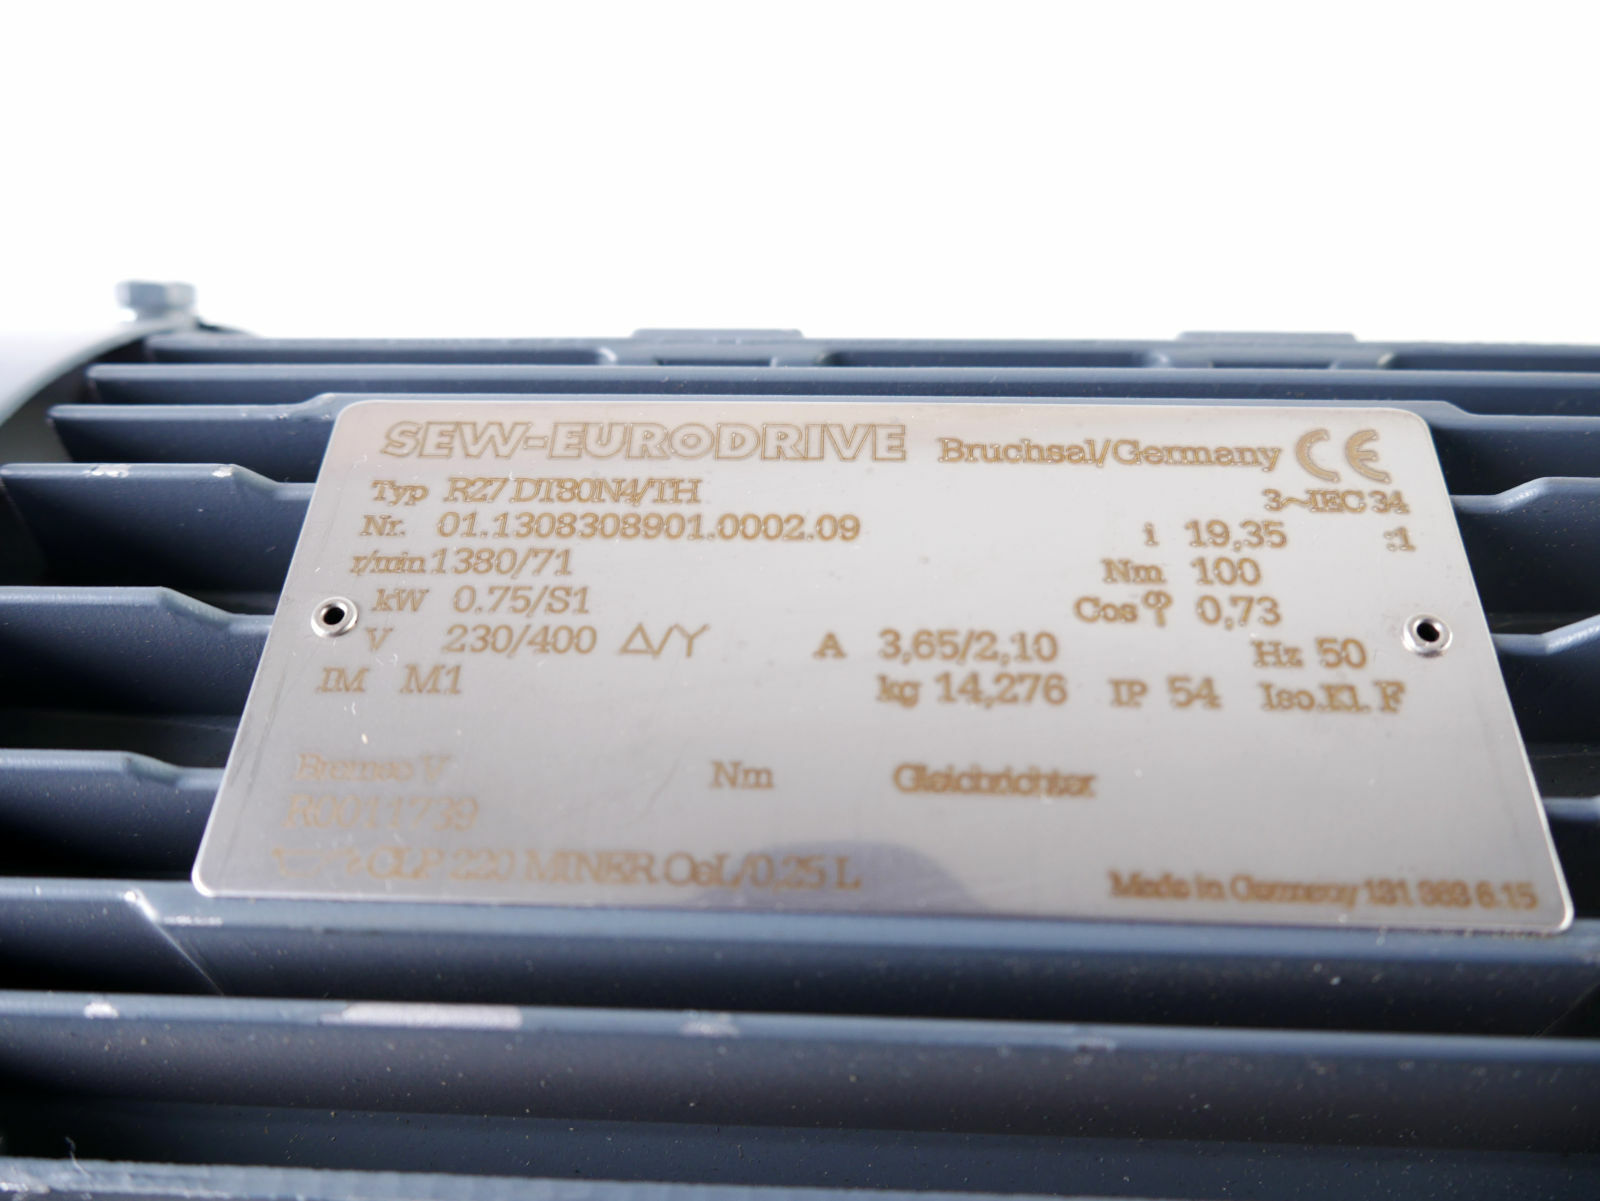 SEW-EURODRIVE Bruchsal/Germany CE
Typ R27 DT80N4/TH 3~IEC 34
Nr. 01.1308308901.0002.09 i 19,35 :1
r/min 1380/71 Nm 100
kW 0.75/S1 Cos φ 0,73
V 230/400 Δ/Y A 3,65/2,10 Hz 50
IM M1 kg 14,276 IP 54 Iso.Kl. F
Bremse V Nm Gleichrichter
R0011739
CLP 220 MINER.OeL/0,25 L Made in Germany 181 383 6.15